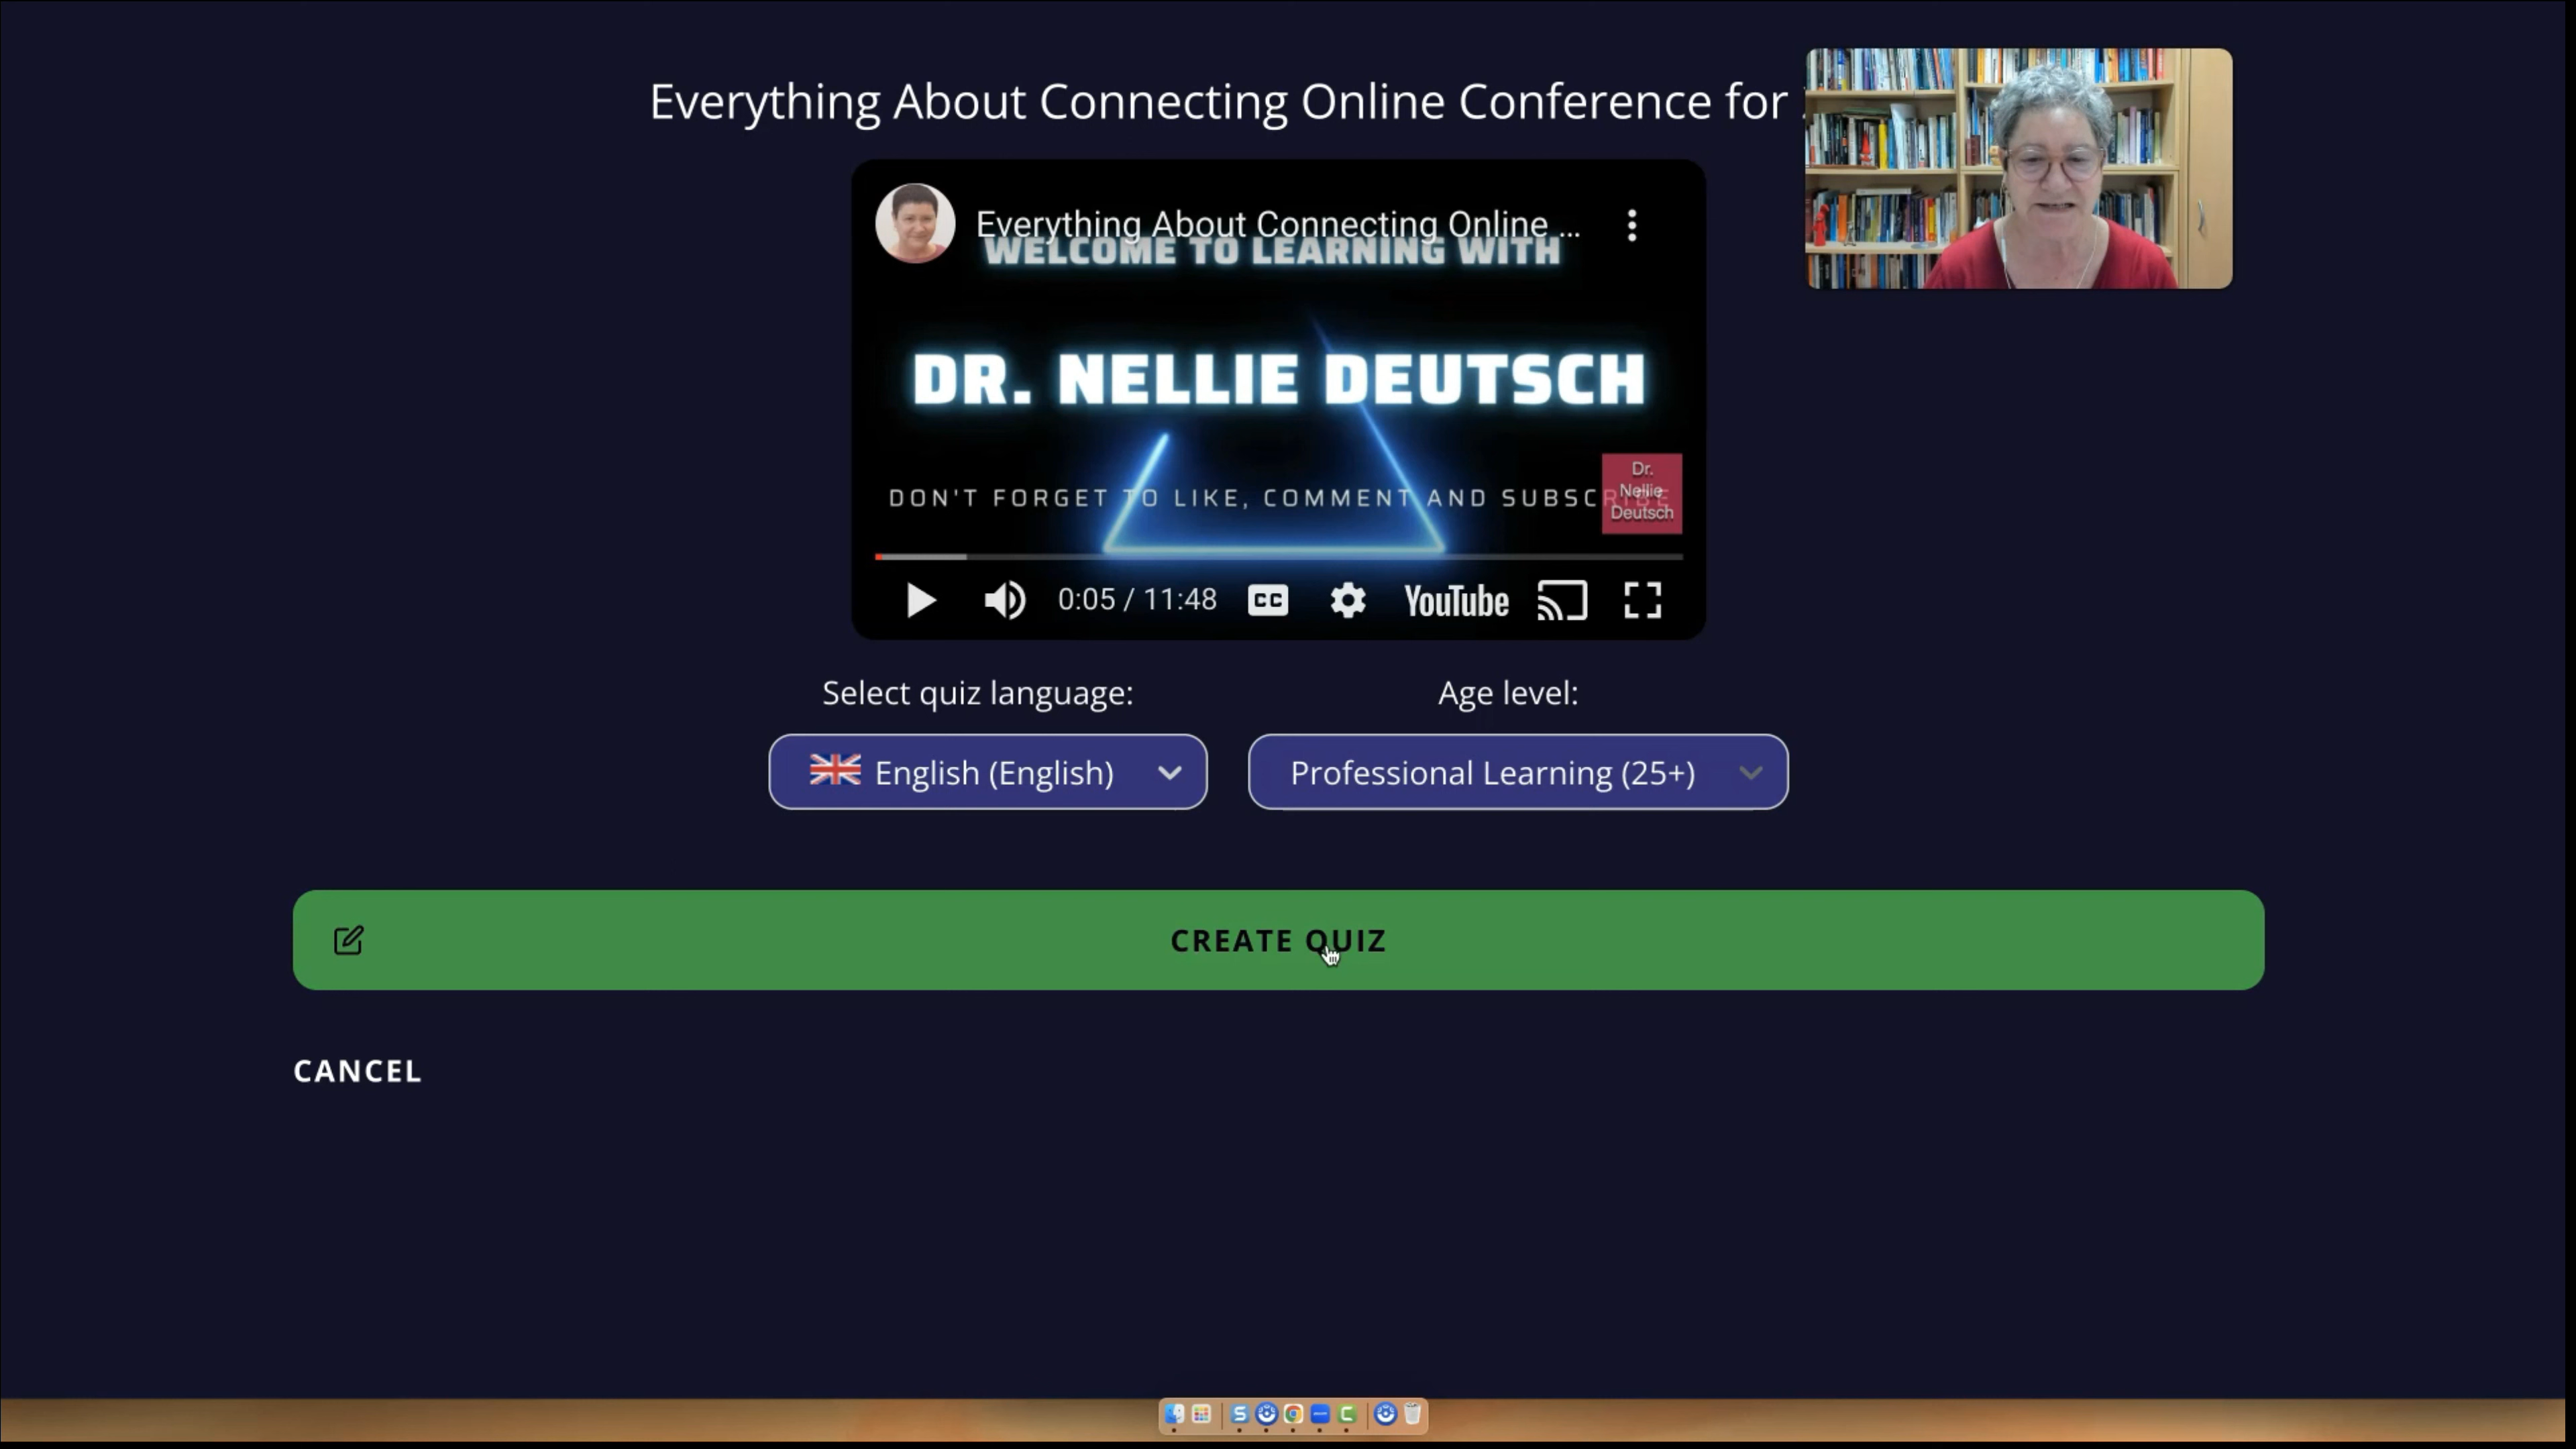 Everything About Connecting Online Conference for
Everything About Connecting Online ...
WELCOME TO LEARNING WITH
DR. NELLIE DEUTSCH
DON'T FORGET TO LIKE, COMMENT AND SUBSCRIBE
Dr.
Nellie
Deutsch
0:05 / 11:48 CC YouTube
Select quiz language:
Age level:
English (English)
Professional Learning (25+)
CREATE QUIZ
CANCEL